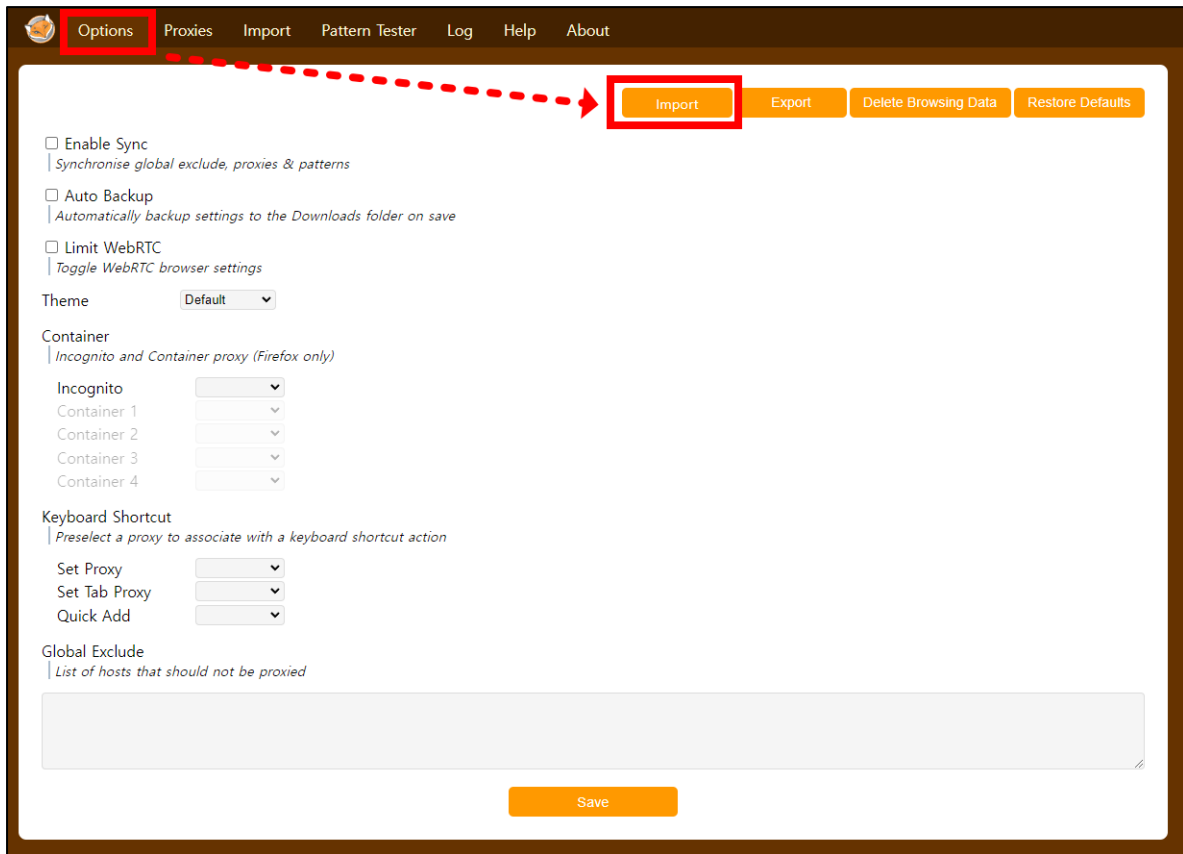 Options Proxies Import Pattern Tester Log Help About
Import Export Delete Browsing Data Restore Defaults
Enable Sync
Synchronise global exclude, proxies & patterns
Auto Backup
Automatically backup settings to the Downloads folder on save
Limit WebRTC
Toggle WebRTC browser settings
Theme Default
Container
Incognito and Container proxy (Firefox only)
Incognito
Container 1
Container 2
Container 3
Container 4
Keyboard Shortcut
Preselect a proxy to associate with a keyboard shortcut action
Set Proxy
Set Tab Proxy
Quick Add
Global Exclude
List of hosts that should not be proxied
Save